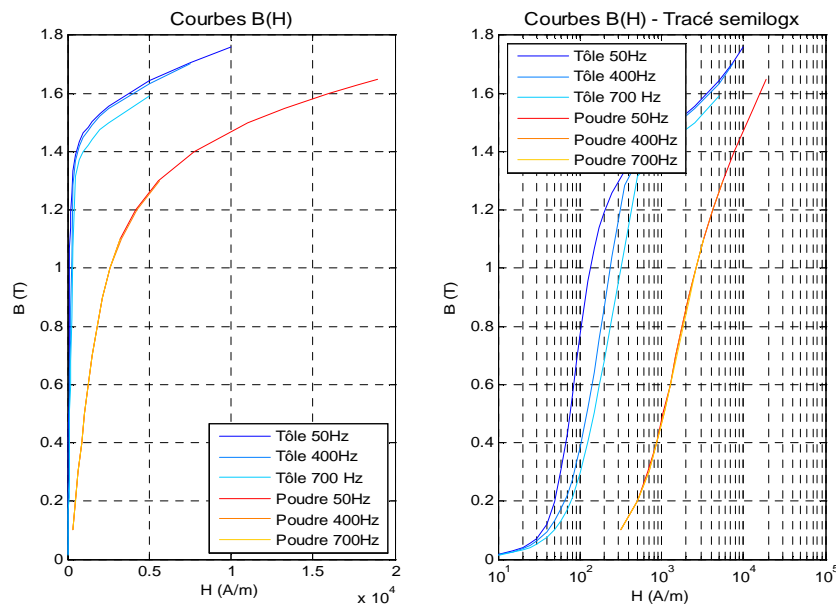 Courbes B(H)
B (T)
1.8
1.6
1.4
1.2
1
0.8
0.6
0.4
0.2
0
Tôle 50Hz
Tôle 400Hz
Tôle 700 Hz
Poudre 50Hz
Poudre 400Hz
Poudre 700Hz
0 0.5 1 1.5 2
x 10^4
H (A/m)
Courbes B(H) - Tracé semilogx
B (T)
1.8
1.6
1.4
1.2
1
0.8
0.6
0.4
0.2
0
Tôle 50Hz
Tôle 400Hz
Tôle 700 Hz
Poudre 50Hz
Poudre 400Hz
Poudre 700Hz
10^1 10^2 10^3 10^4 10^5
H (A/m)